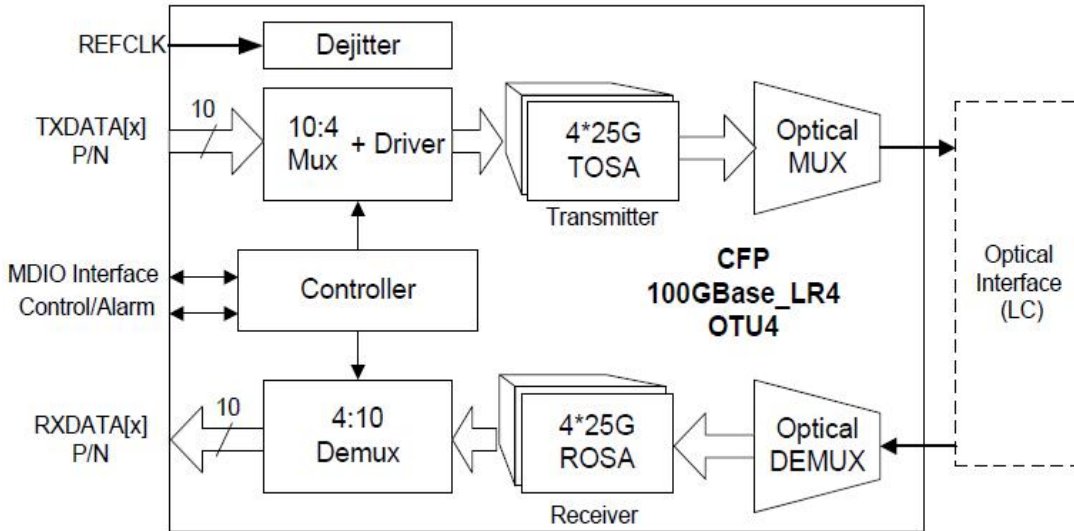 REFCLK
Dejitter
TXDATA[x]
P/N
10
10:4
Mux + Driver
4*25G
TOSA
Transmitter
Optical
MUX
MDIO Interface
Control/Alarm
Controller
CFP
100GBase_LR4
OTU4
Optical
Interface
(LC)
RXDATA[x]
P/N
10
4:10
Demux
4*25G
ROSA
Receiver
Optical
DEMUX